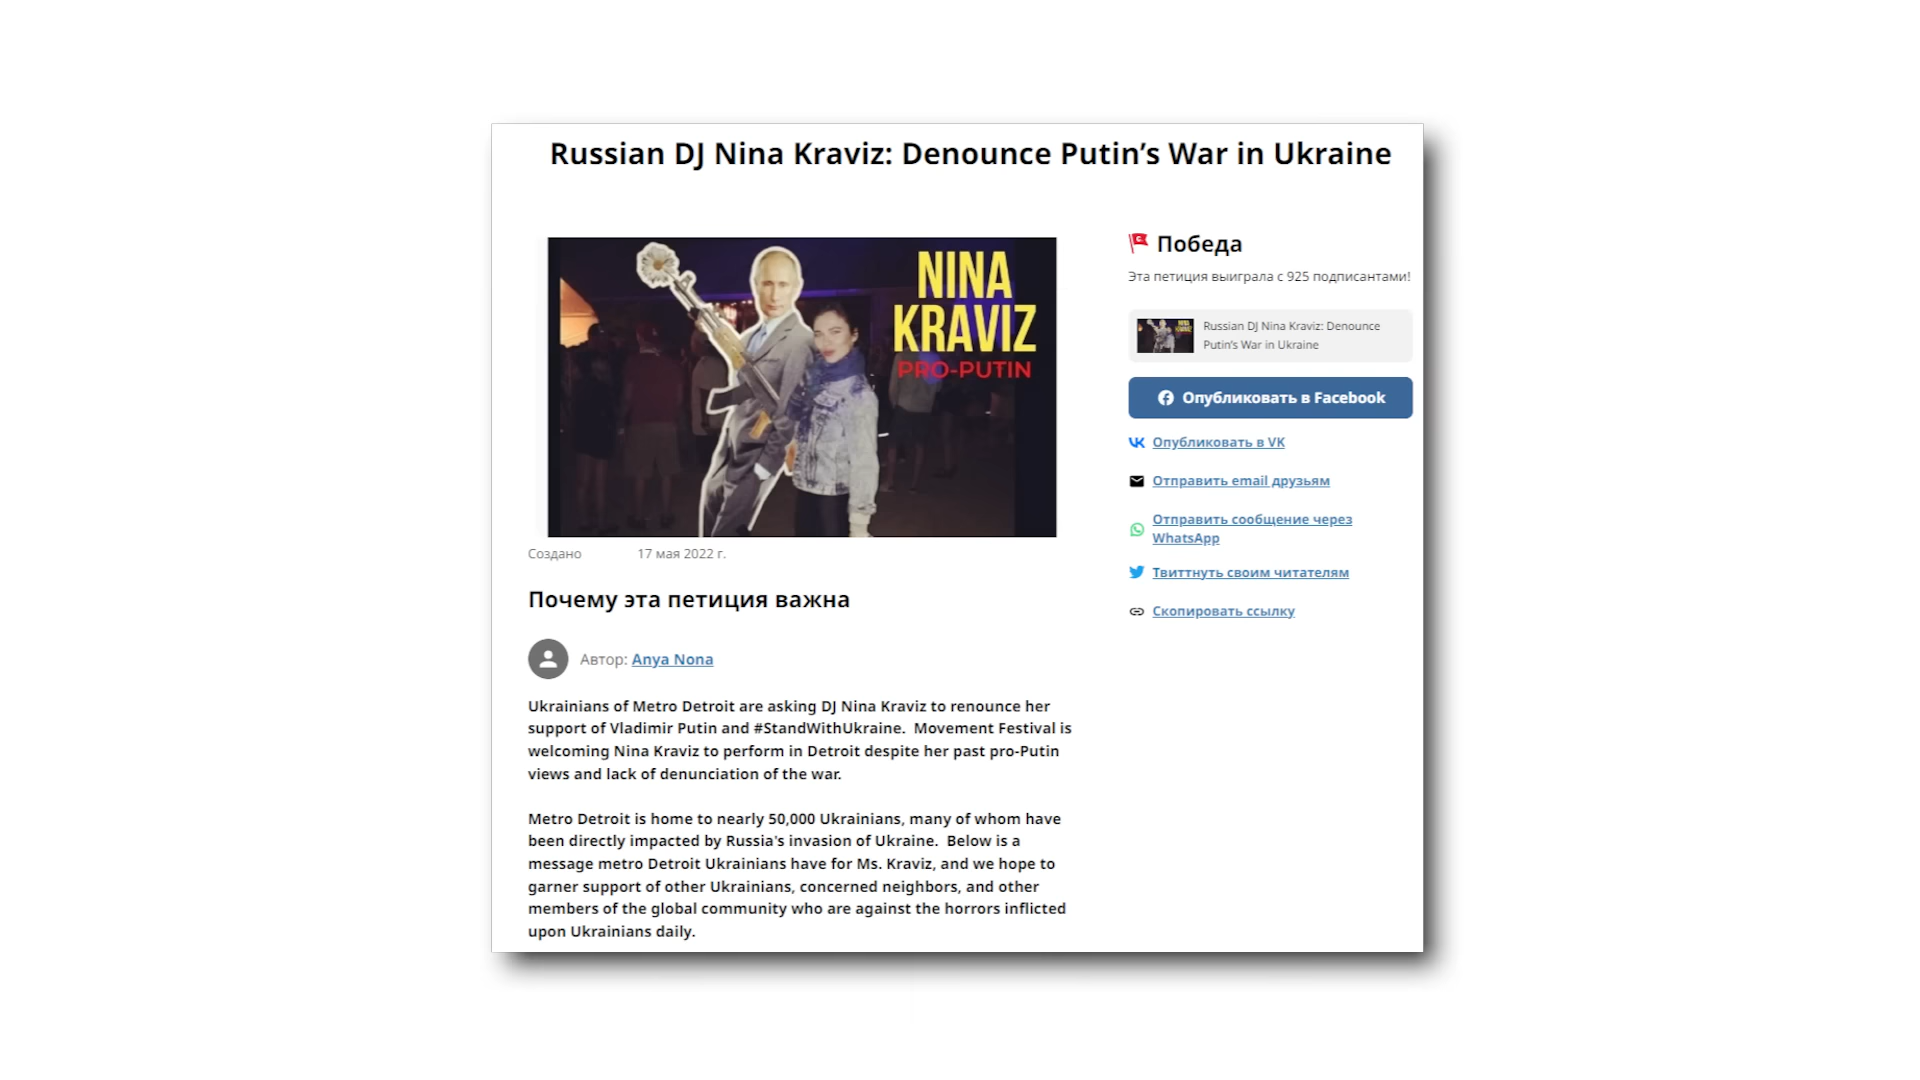 Russian DJ Nina Kraviz: Denounce Putin’s War in Ukraine
NINA
KRAVIZ
PRO-PUTIN
Создано 17 мая 2022 г.
Почему эта петиция важна
Автор: Anya Nona
Ukrainians of Metro Detroit are asking DJ Nina Kraviz to renounce her
support of Vladimir Putin and #StandWithUkraine.  Movement Festival is
welcoming Nina Kraviz to perform in Detroit despite her past pro-Putin
views and lack of denunciation of the war.
Metro Detroit is home to nearly 50,000 Ukrainians, many of whom have
been directly impacted by Russia's invasion of Ukraine.  Below is a
message metro Detroit Ukrainians have for Ms. Kraviz, and we hope to
garner support of other Ukrainians, concerned neighbors, and other
members of the global community who are against the horrors inflicted
upon Ukrainians daily.
Победа
Эта петиция выиграла с 925 подписантами!
Russian DJ Nina Kraviz: Denounce
Putin’s War in Ukraine
Опубликовать в Facebook
Опубликовать в VK
Отправить email друзьям
Отправить сообщение через
WhatsApp
Твиттнуть своим читателям
Скопировать ссылку